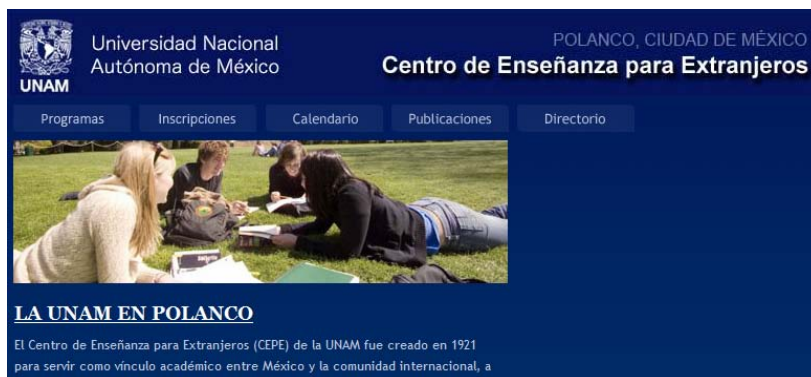 UNAM
Universidad Nacional
Autónoma de México
POLANCO, CIUDAD DE MÉXICO
Centro de Enseñanza para Extranjeros
Programas
Inscripciones
Calendario
Publicaciones
Directorio
LA UNAM EN POLANCO
El Centro de Enseñanza para Extranjeros (CEPE) de la UNAM fue creado en 1921
para servir como vínculo académico entre México y la comunidad internacional, a